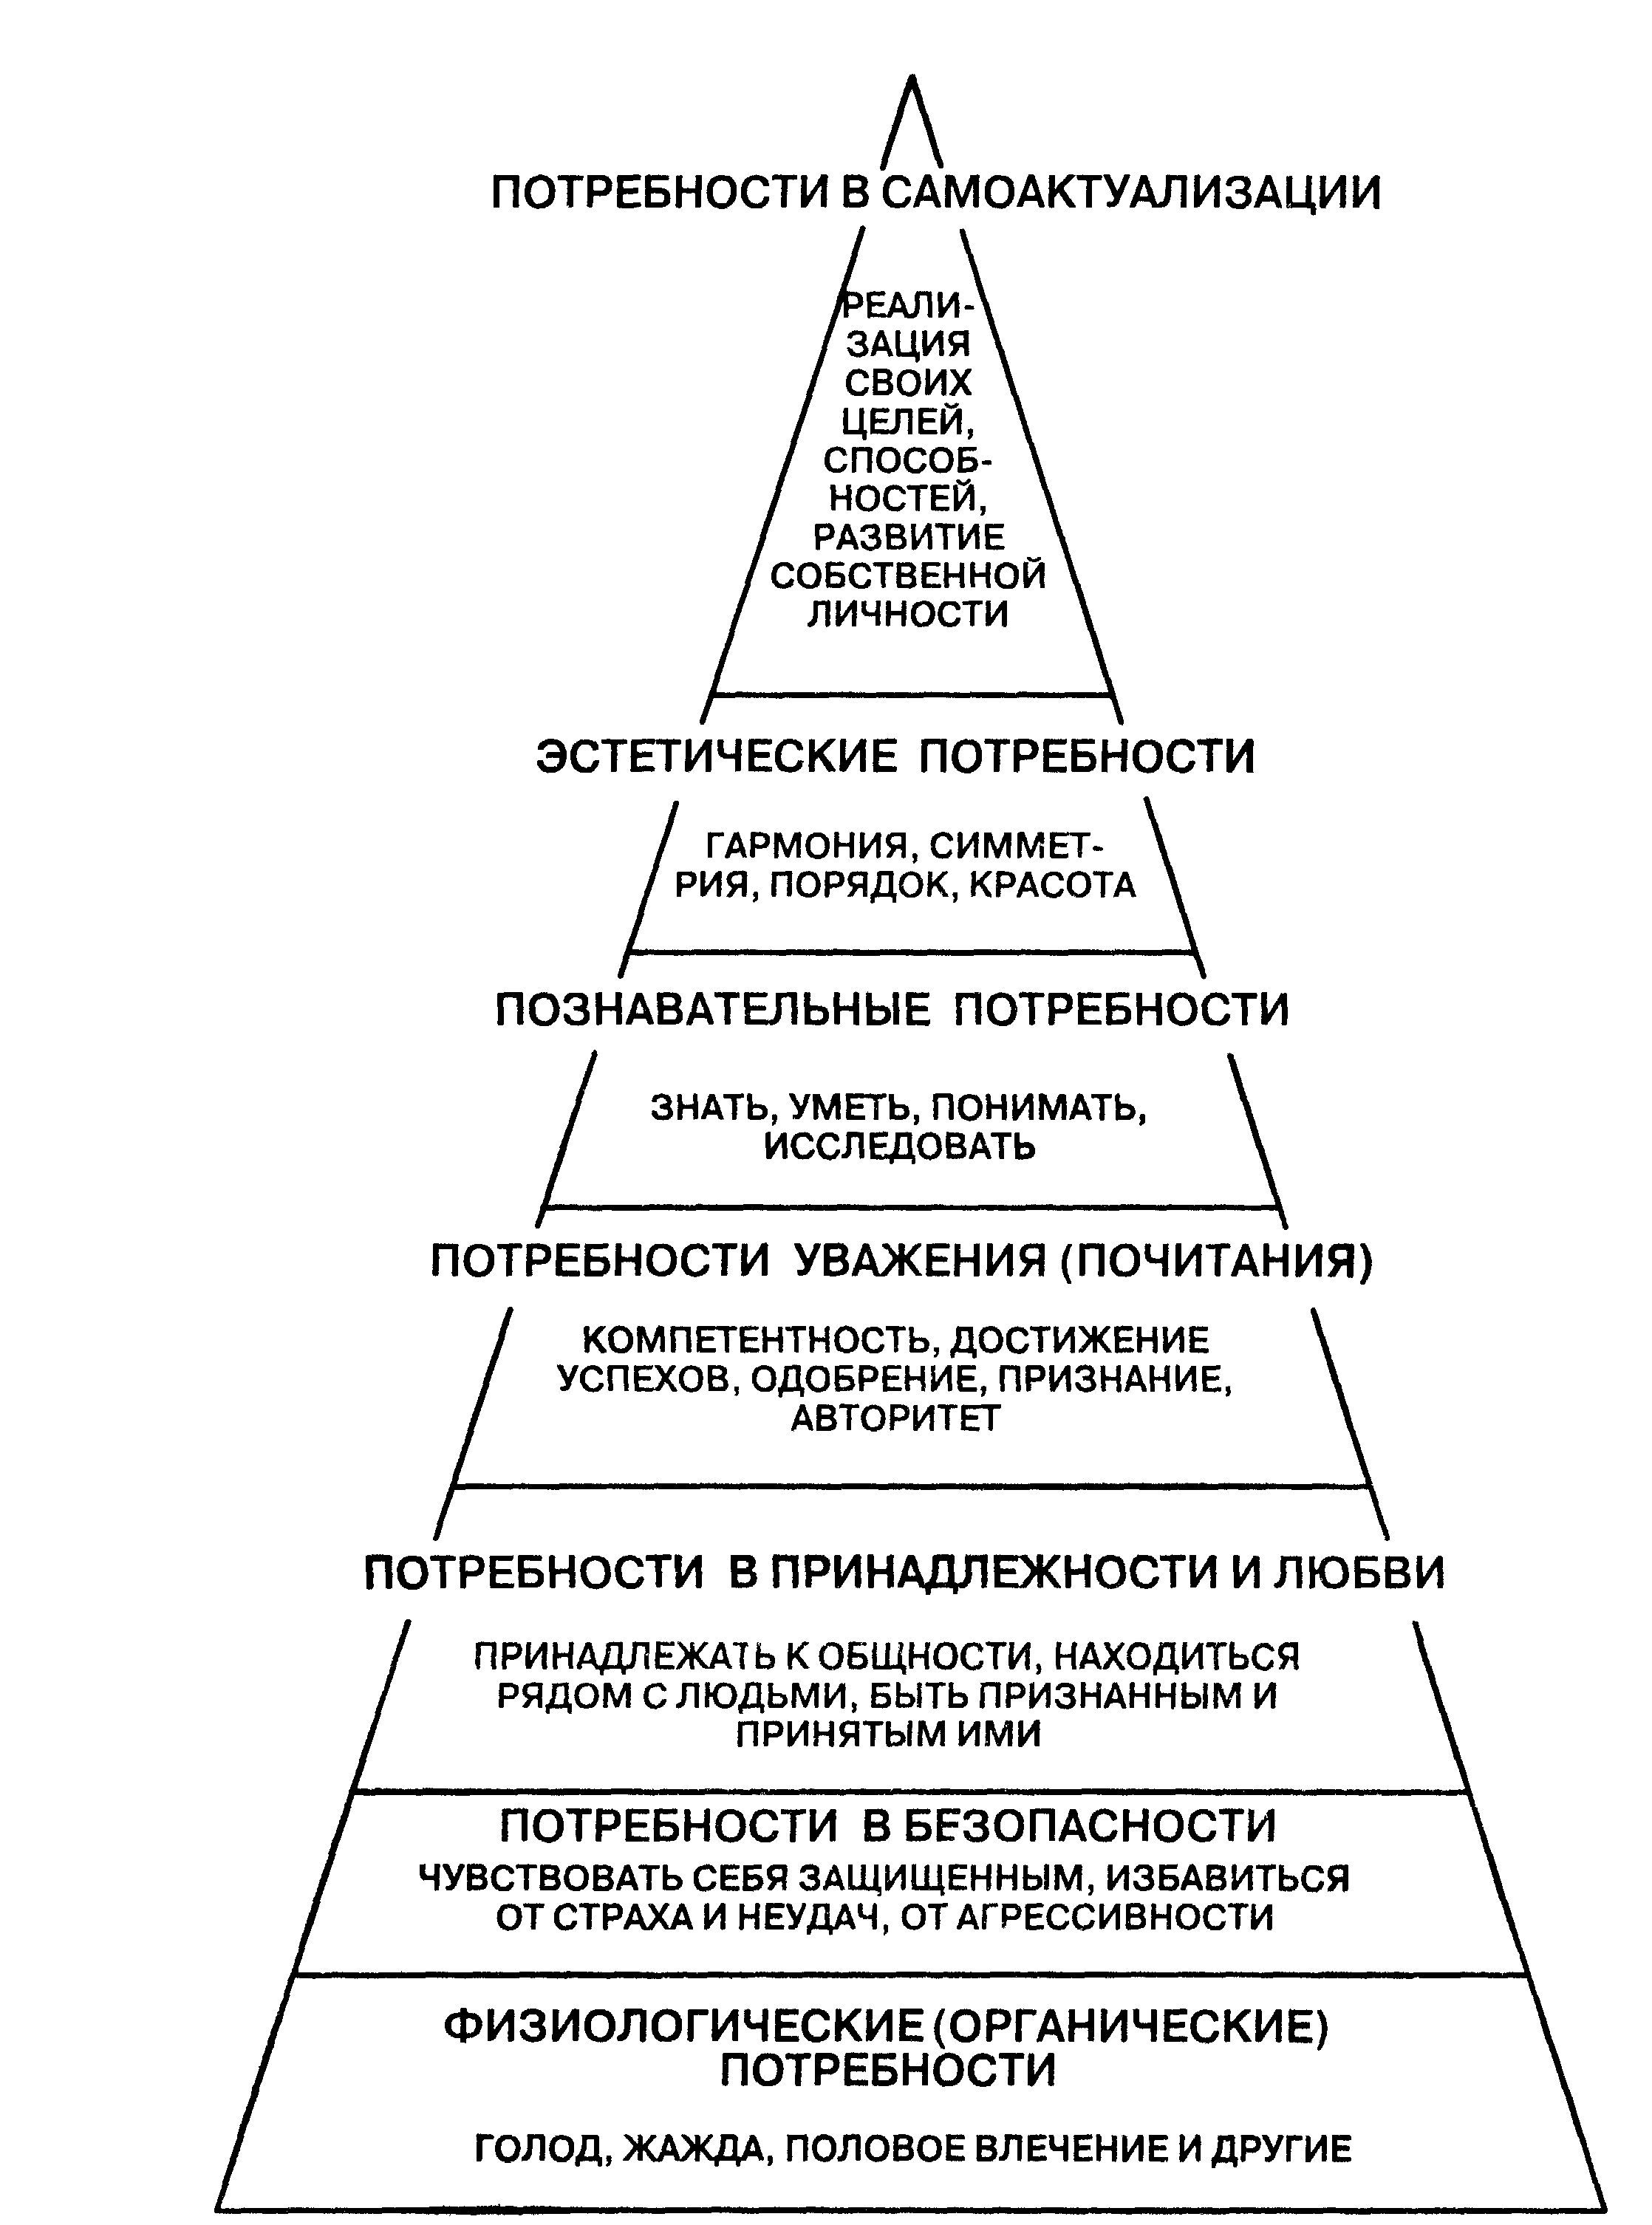 ПОТРЕБНОСТИ В САМОАКТУАЛИЗАЦИИ
РЕАЛИ-
ЗАЦИЯ
СВОИХ
ЦЕЛЕЙ,
СПОСОБ-
НОСТЕЙ,
РАЗВИТИЕ
СОБСТВЕННОЙ
ЛИЧНОСТИ
ЭСТЕТИЧЕСКИЕ ПОТРЕБНОСТИ
ГАРМОНИЯ, СИММЕТ-
РИЯ, ПОРЯДОК, КРАСОТА
ПОЗНАВАТЕЛЬНЫЕ ПОТРЕБНОСТИ
ЗНАТЬ, УМЕТЬ, ПОНИМАТЬ,
ИССЛЕДОВАТЬ
ПОТРЕБНОСТИ УВАЖЕНИЯ (ПОЧИТАНИЯ)
КОМПЕТЕНТНОСТЬ, ДОСТИЖЕНИЕ
УСПЕХОВ, ОДОБРЕНИЕ, ПРИЗНАНИЕ,
АВТОРИТЕТ
ПОТРЕБНОСТИ В ПРИНАДЛЕЖНОСТИ И ЛЮБВИ
ПРИНАДЛЕЖАТЬ К ОБЩНОСТИ, НАХОДИТЬСЯ
РЯДОМ С ЛЮДЬМИ, БЫТЬ ПРИЗНАННЫМ И
ПРИНЯТЫМ ИМИ
ПОТРЕБНОСТИ В БЕЗОПАСНОСТИ
ЧУВСТВОВАТЬ СЕБЯ ЗАЩИЩЕННЫМ, ИЗБАВИТЬСЯ
ОТ СТРАХА И НЕУДАЧ, ОТ АГРЕССИВНОСТИ
ФИЗИОЛОГИЧЕСКИЕ (ОРГАНИЧЕСКИЕ)
ПОТРЕБНОСТИ
ГОЛОД, ЖАЖДА, ПОЛОВОЕ ВЛЕЧЕНИЕ И ДРУГИЕ